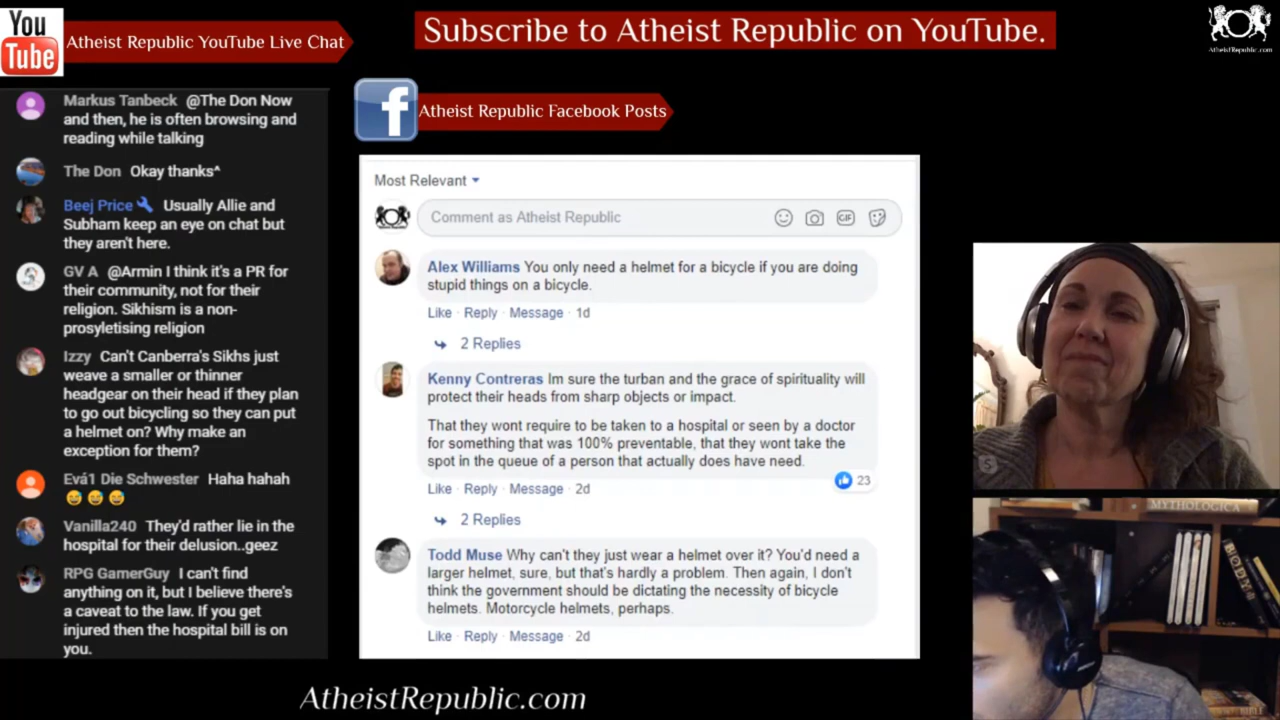 You
Tube
Atheist Republic YouTube Live Chat
Subscribe to Atheist Republic on YouTube.
AtheistRepublic.com
Atheist Republic Facebook Posts
Markus Tanbeck @The Don Now
and then, he is often browsing and
reading while talking
The Don Okay thanks^
Beej Price Usually Allie and
Subham keep an eye on chat but
they aren't here.
GV A @Armin I think it's a PR for
their community, not for their
religion. Sikhism is a non-
prosyletising religion
Izzy Can't Canberra's Sikhs just
weave a smaller or thinner
headgear on their head if they plan
to go out bicycling so they can put
a helmet on? Why make an
exception for them?
Evá1 Die Schwester Haha hahah
Vanilla240 They'd rather lie in the
hospital for their delusion..geez
RPG GamerGuy I can't find
anything on it, but I believe there's
a caveat to the law. If you get
injured then the hospital bill is on
you.
Most Relevant
Comment as Atheist Republic
GIF
Alex Williams You only need a helmet for a bicycle if you are doing
stupid things on a bicycle.
Like · Reply · Message · 1d
2 Replies
Kenny Contreras Im sure the turban and the grace of spirituality will
protect their heads from sharp objects or impact.
That they wont require to be taken to a hospital or seen by a doctor
for something that was 100% preventable, that they wont take the
spot in the queue of a person that actually does have need.
23
Like · Reply · Message · 2d
2 Replies
Todd Muse Why can't they just wear a helmet over it? You'd need a
larger helmet, sure, but that's hardly a problem. Then again, I don't
think the government should be dictating the necessity of bicycle
helmets. Motorcycle helmets, perhaps.
Like · Reply · Message · 2d
MYTHOLOGICA
AtheistRepublic.com